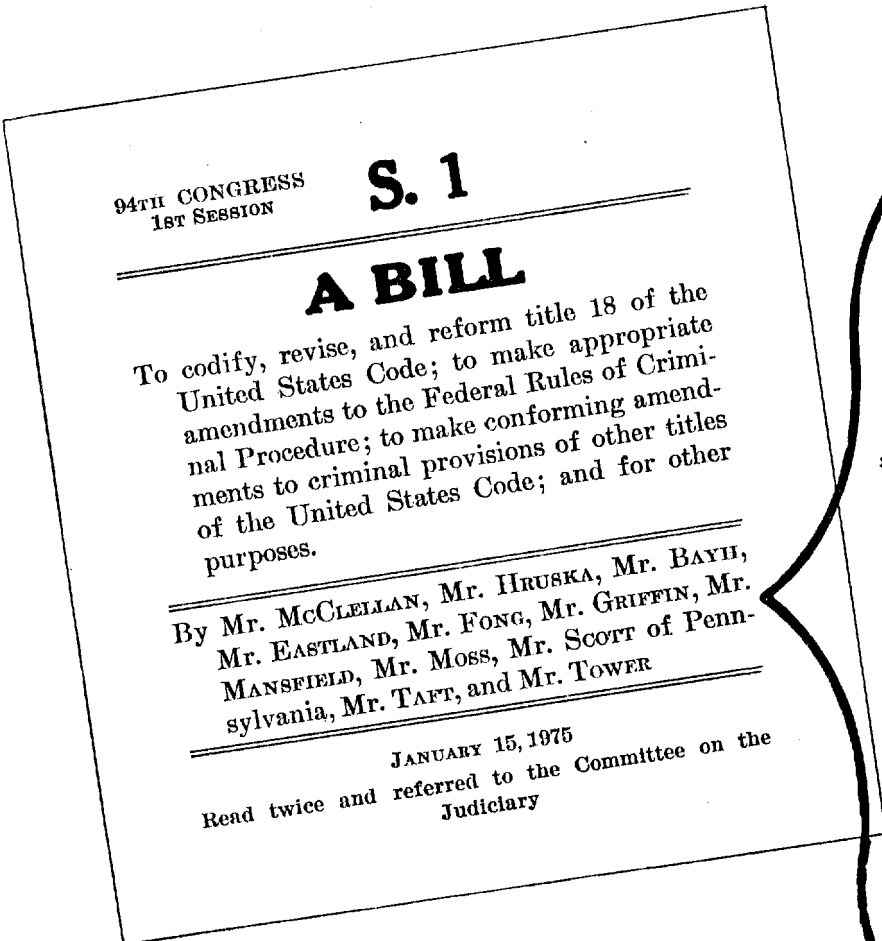 94TH CONGRESS
1ST SESSION
S. 1
A BILL
To codify, revise, and reform title 18 of the
United States Code; to make appropriate
amendments to the Federal Rules of Crimi-
nal Procedure; to make conforming amend-
ments to criminal provisions of other titles
of the United States Code; and for other
purposes.
By Mr. McCLELLAN, Mr. HRUSKA, Mr. BAYH,
Mr. EASTLAND, Mr. FONG, Mr. GRIFFIN, Mr.
MANSFIELD, Mr. MOSS, Mr. SCOTT of Penn-
sylvania, Mr. TAFT, and Mr. TOWER
JANUARY 15, 1975
Read twice and referred to the Committee on the
Judiciary